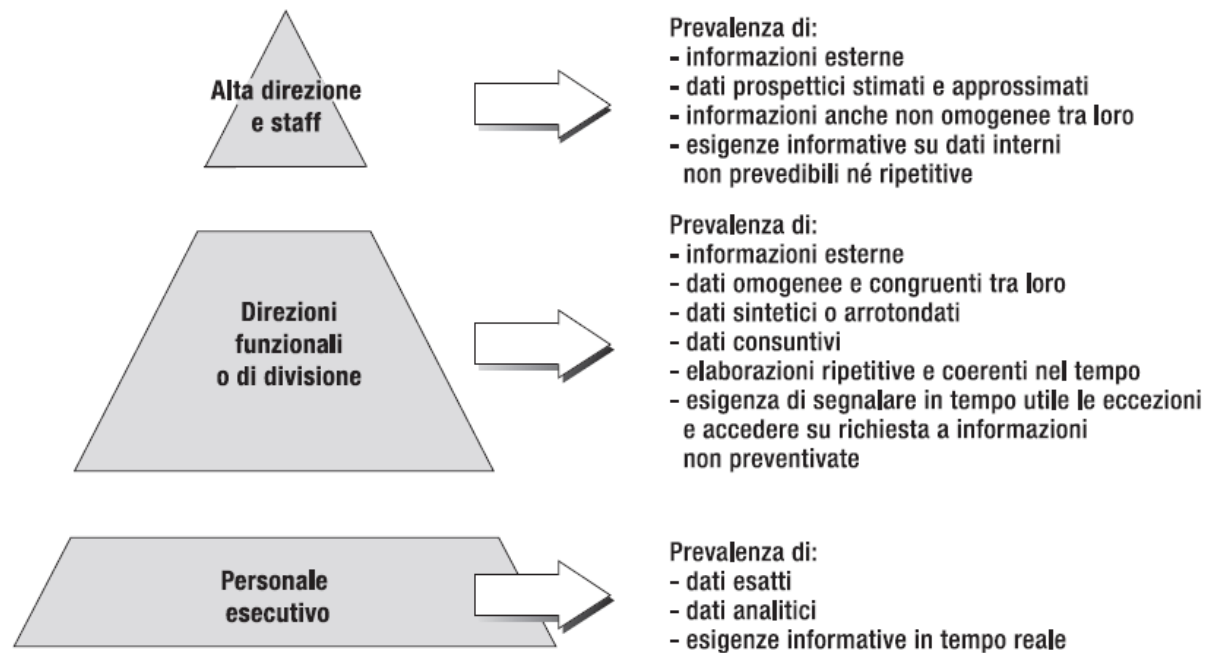 Alta direzione
e staff
Prevalenza di:
- informazioni esterne
- dati prospettici stimati e approssimati
- informazioni anche non omogenee tra loro
- esigenze informative su dati interni
non prevedibili né ripetitive
Direzioni
funzionali
o di divisione
Prevalenza di:
- informazioni esterne
- dati omogenee e congruenti tra loro
- dati sintetici o arrotondati
- dati consuntivi
- elaborazioni ripetitive e coerenti nel tempo
- esigenza di segnalare in tempo utile le eccezioni
e accedere su richiesta a informazioni
non preventivate
Personale
esecutivo
Prevalenza di:
- dati esatti
- dati analitici
- esigenze informative in tempo reale